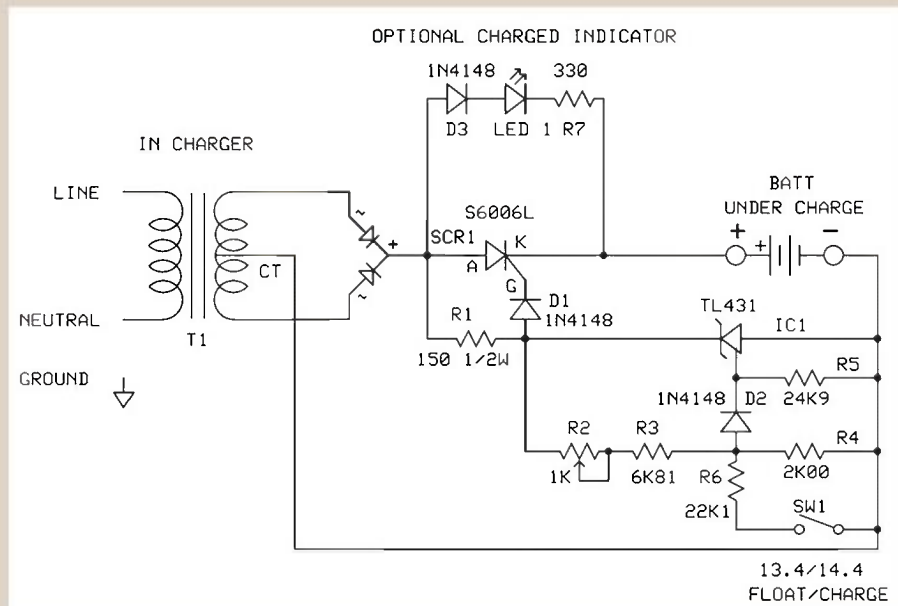 OPTIONAL CHARGED INDICATOR
1N4148
330
D3
LED 1
R7
IN CHARGER
LINE
NEUTRAL
GROUND
T1
CT
~
~
+
SCR1
S6006L
A
K
G
D1
1N4148
R1
150 1/2W
BATT
UNDER CHARGE
+
+
–
TL431
IC1
R5
24K9
1N4148
D2
R2
1K
R3
6K81
R4
2K00
R6
22K1
SW1
13.4/14.4
FLOAT/CHARGE